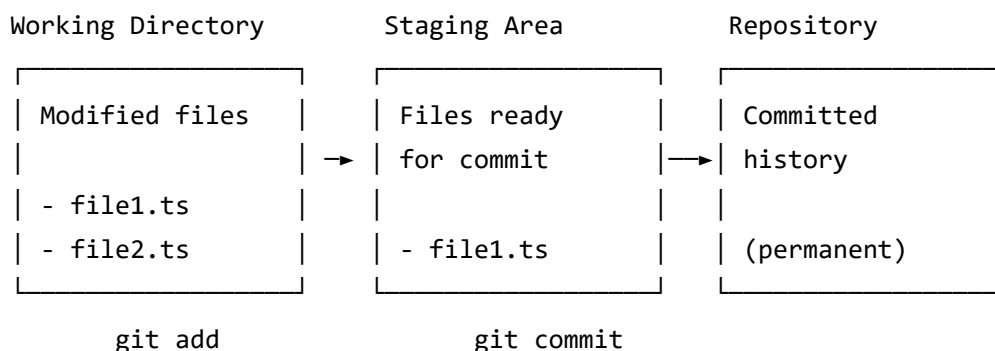 Working Directory Staging Area Repository
Modified files Files ready Committed
for commit history
- file1.ts
- file2.ts - file1.ts (permanent)
git add git commit